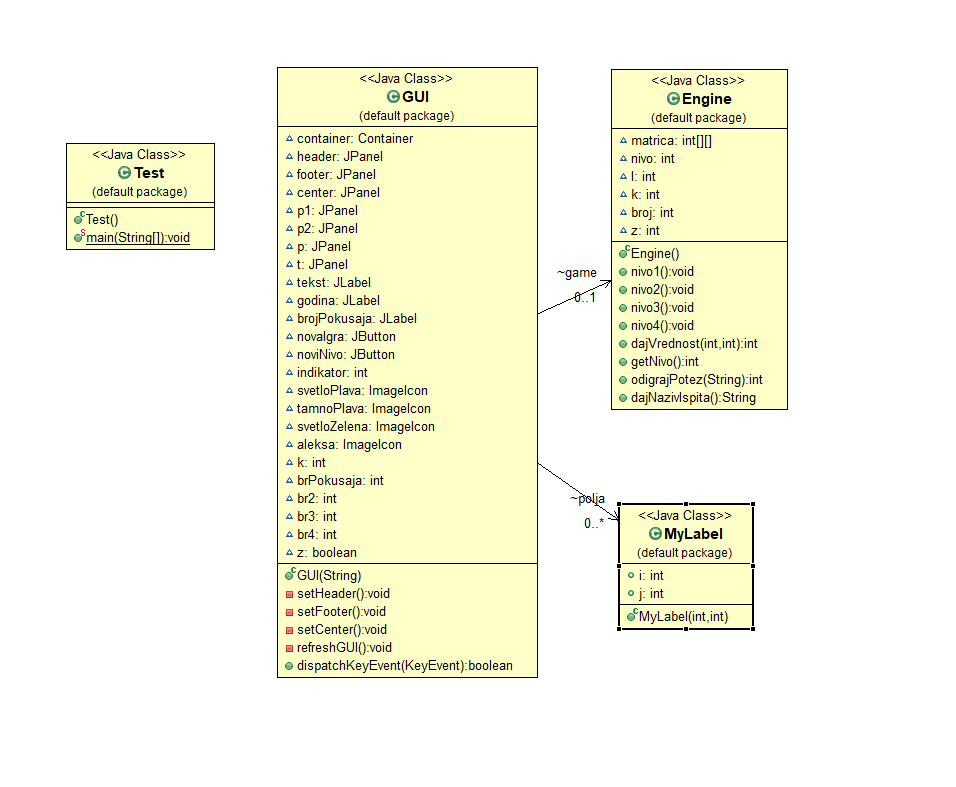 <<Java Class>>
Test
(default package)
Test()
main(String[]):void
<<Java Class>>
GUI
(default package)
container: Container
header: JPanel
footer: JPanel
center: JPanel
p1: JPanel
p2: JPanel
p: JPanel
t: JPanel
tekst: JLabel
godina: JLabel
brojPokusaja: JLabel
novaIgra: JButton
noviNivo: JButton
indikator: int
svetloPlava: ImageIcon
tamnoPlava: ImageIcon
svetloZelena: ImageIcon
aleksa: ImageIcon
k: int
brPokusaja: int
br2: int
br3: int
br4: int
z: boolean
GUI(String)
setHeader():void
setFooter():void
setCenter():void
refreshGUI():void
dispatchKeyEvent(KeyEvent):boolean
~game
0..1
<<Java Class>>
Engine
(default package)
matrica: int[][]
nivo: int
l: int
k: int
broj: int
z: int
Engine()
nivo1():void
nivo2():void
nivo3():void
nivo4():void
dajVrednost(int,int):int
getNivo():int
odigrajPotez(String):int
dajNazivIspita():String
~polja
0..*
<<Java Class>>
MyLabel
(default package)
i: int
j: int
MyLabel(int,int)